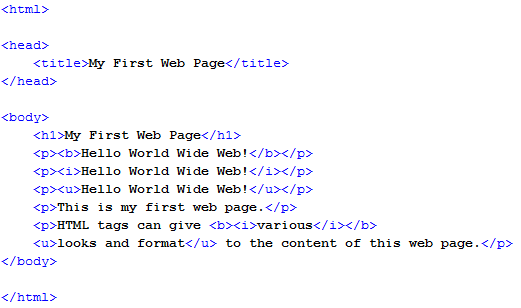 <html>
<head>
<title>My First Web Page</title>
</head>
<body>
<h1>My First Web Page</h1>
<p><b>Hello World Wide Web!</b></p>
<p><i>Hello World Wide Web!</i></p>
<p><u>Hello World Wide Web!</u></p>
<p>This is my first web page.</p>
<p>HTML tags can give <b><i>various</i></b>
<u>looks and format</u> to the content of this web page.</p>
</body>
</html>